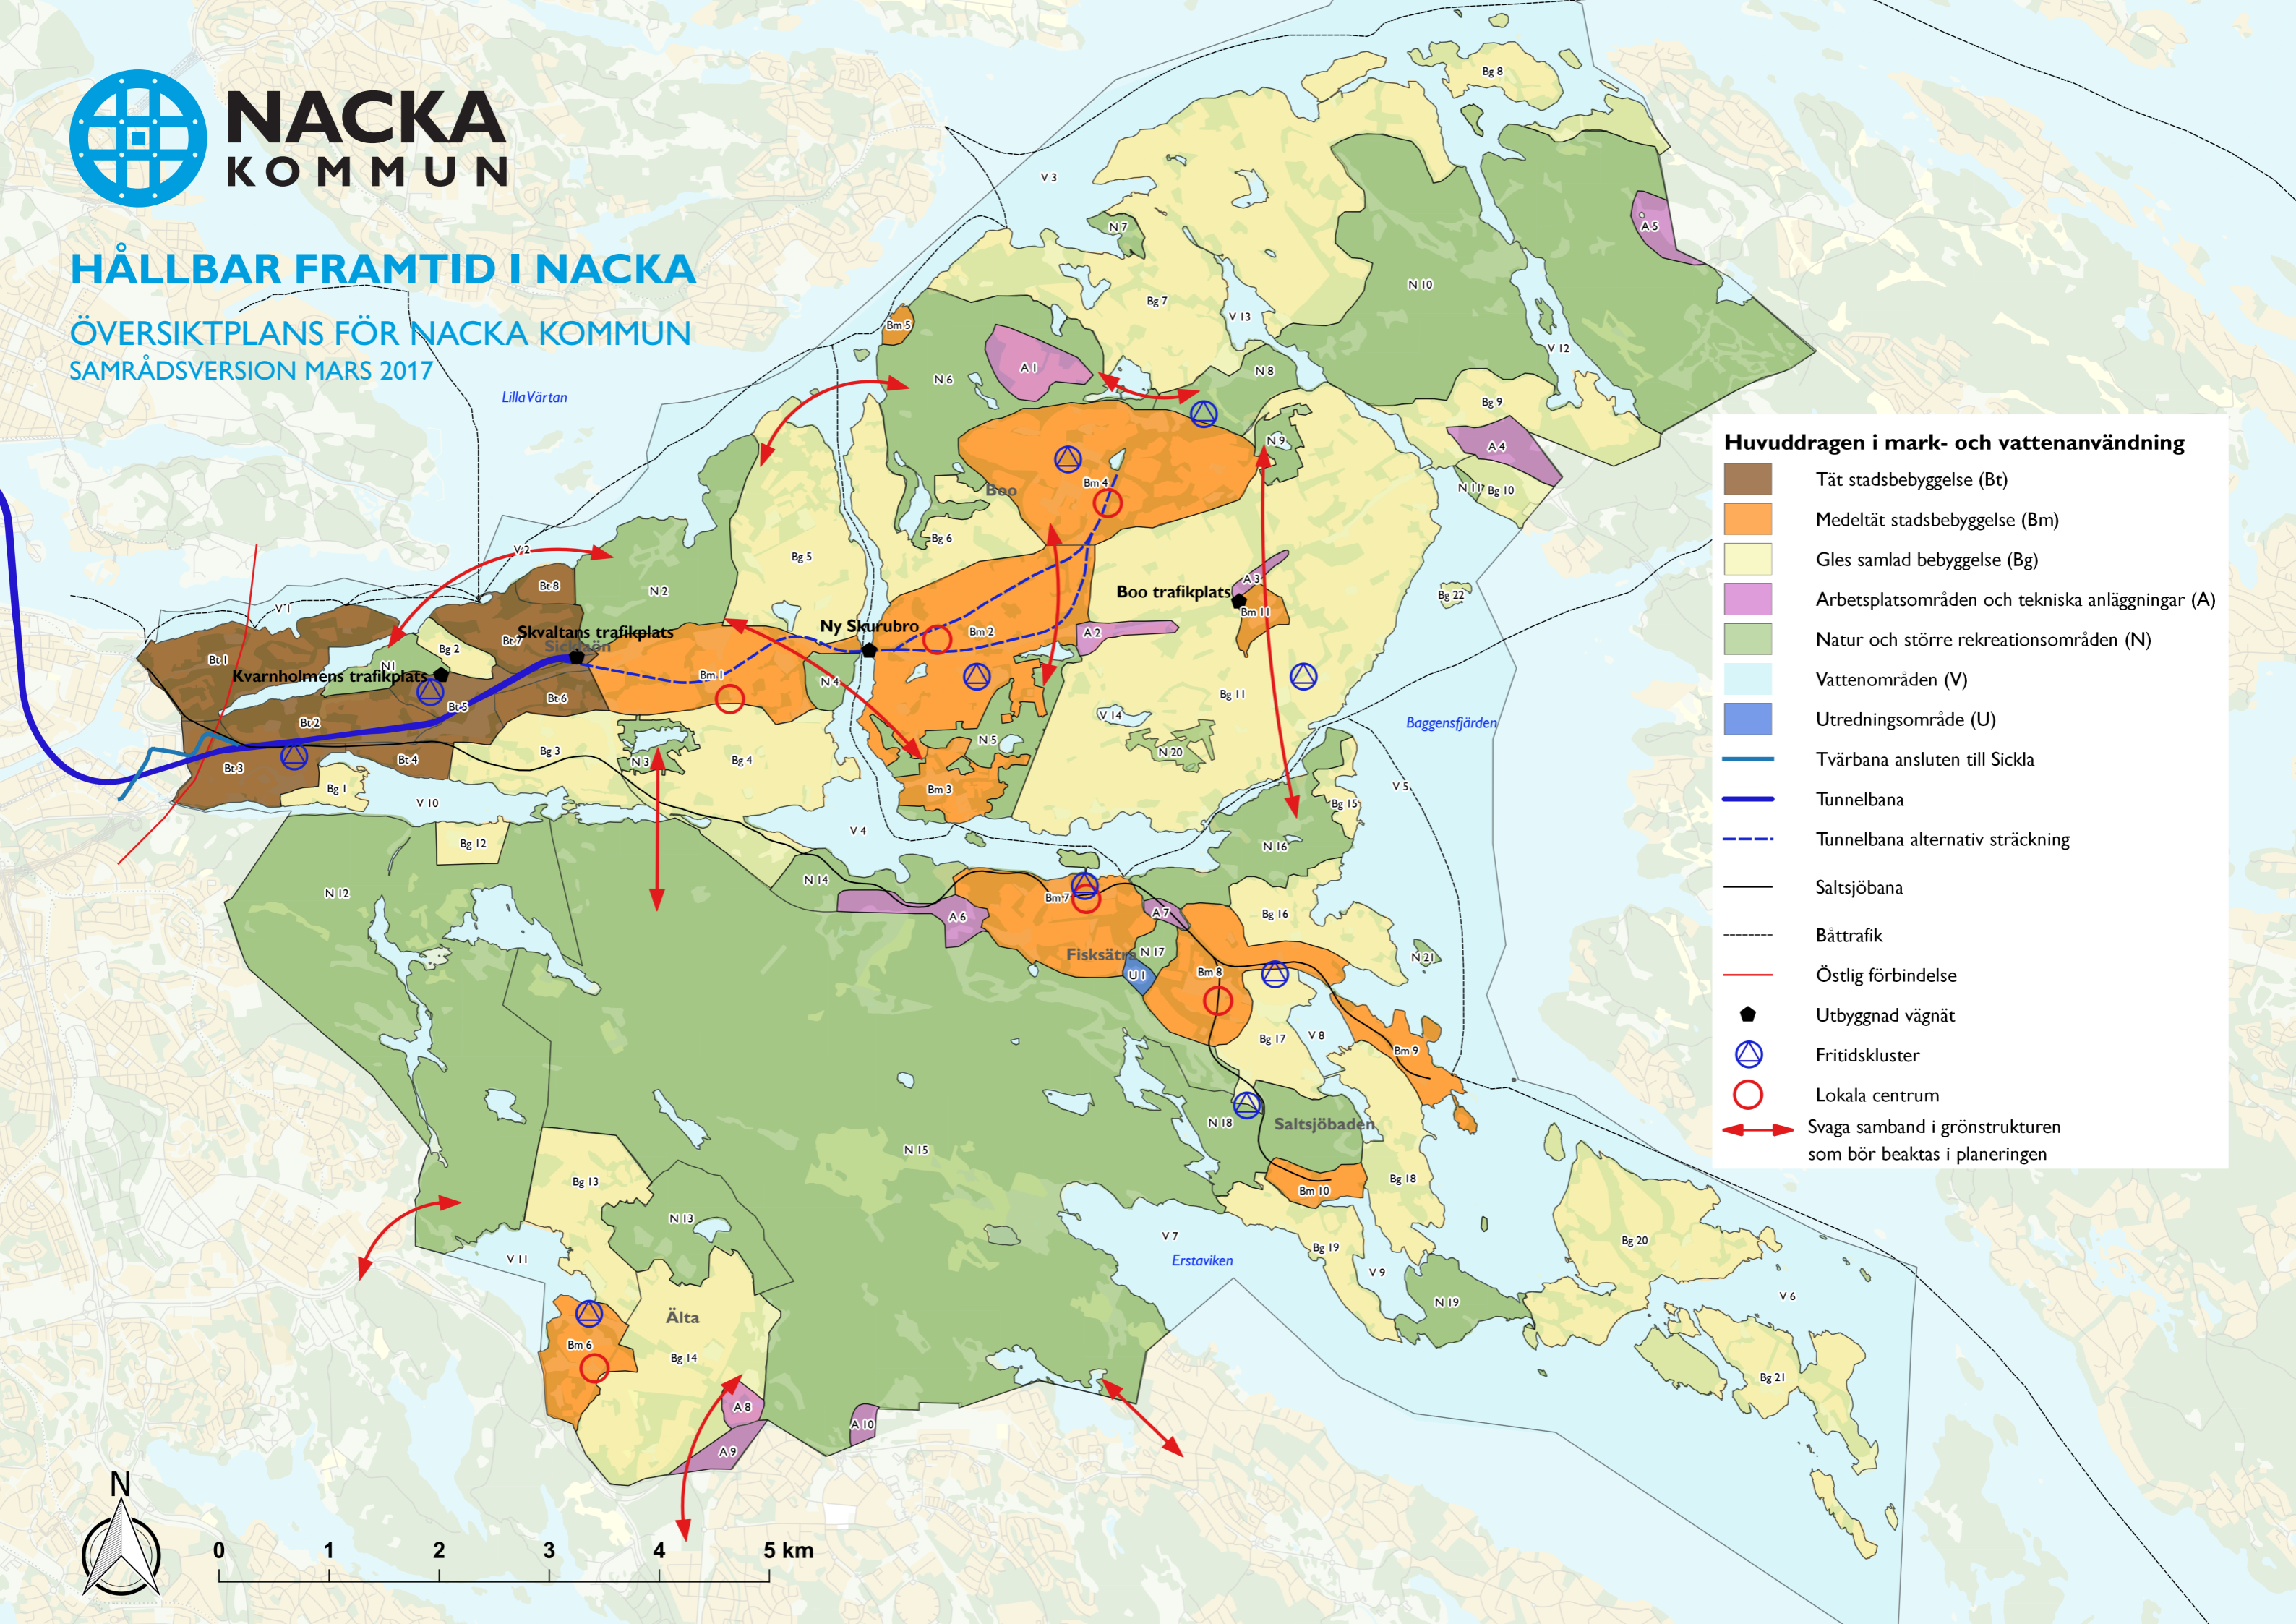 NACKA
KOMMUN
HÅLLBAR FRAMTID I NACKA
ÖVERSIKTPLANS FÖR NACKA KOMMUN
SAMRÅDSVERSION MARS 2017
Bg 8
V 3
N 7
A 5
Bg 7
N 10
V 13
Bm 5
V 12
A 1
N 6
N 8
Lilla Värtan
Bg 9
N 9
A 4
Bm 4
Boo
N 11
Bg 10
Bg 6
V 2
Bg 5
A 3
Bt 8
N 2
Boo trafikplats
Bg 22
V 1
Bm 11
Ny Skurubro
Skvaltans trafikplats
Bm 2
A 2
Bt 7
Sicklaön
Bg 2
Bt 1
N1
Kvarnholmens trafikplats
Bm 1
N 4
Bg 11
Bt 6
Bt 5
V 14
Baggensfjärden
Bt 2
N 5
Bg 3
N 20
Bt 4
N 3
Bg 4
Bt 3
V 5
Bg 1
Bm 3
V 10
Bg 15
V 4
Bg 12
N 16
N 14
N 12
Bm 7
A 6
A 7
Bg 16
Fisksätra
N 17
N 21
U 1
Bm 8
Bg 17
V 8
Bm 9
N 18
Saltsjöbaden
N 15
Bg 18
Bg 13
Bm 10
N 13
V 7
Bg 20
Bg 19
V 11
Erstaviken
V 9
V 6
N 19
Älta
Bm 6
Bg 14
Bg 21
A 8
A 10
A 9
N
0 1 2 3 4 5 km
Huvuddragen i mark- och vattenanvändning
Tät stadsbebyggelse (Bt)
Medeltät stadsbebyggelse (Bm)
Gles samlad bebyggelse (Bg)
Arbetsplatsområden och tekniska anläggningar (A)
Natur och större rekreationsområden (N)
Vattenområden (V)
Utredningsområde (U)
Tvärbana ansluten till Sickla
Tunnelbana
Tunnelbana alternativ sträckning
Saltsjöbana
Båttrafik
Östlig förbindelse
Utbyggnad vägnät
Fritidskluster
Lokala centrum
Svaga samband i grönstrukturen
som bör beaktas i planeringen